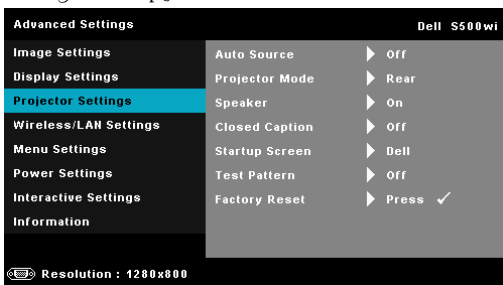 Advanced Settings Dell S500wi
Image Settings
Display Settings
Projector Settings
Wireless/LAN Settings
Menu Settings
Power Settings
Interactive Settings
Information
Auto Source Off
Projector Mode Rear
Speaker On
Closed Caption Off
Startup Screen Dell
Test Pattern Off
Factory Reset Press ✓
Resolution : 1280x800